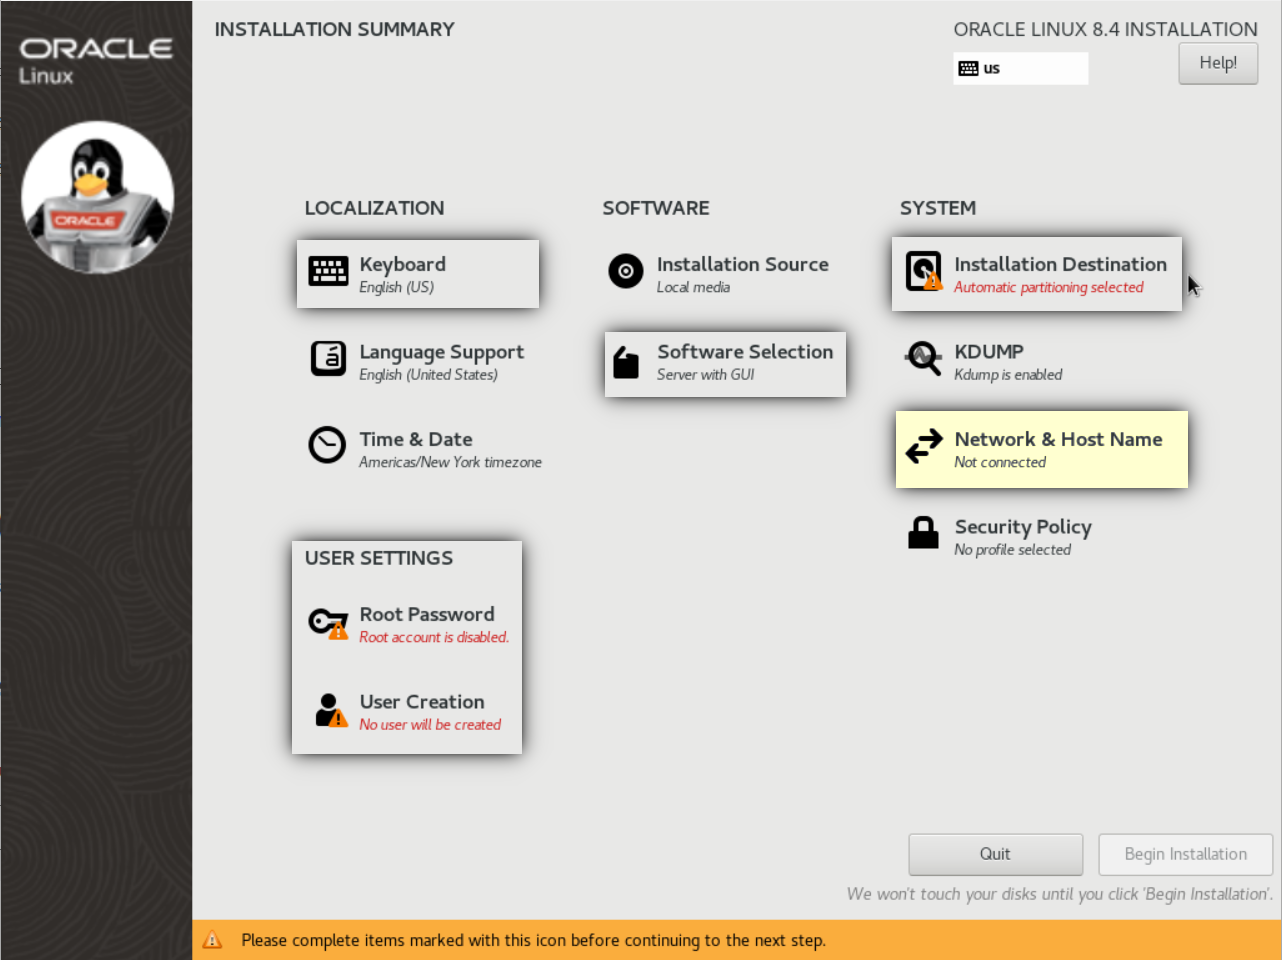 ORACLE
Linux
ORACLE
INSTALLATION SUMMARY
ORACLE LINUX 8.4 INSTALLATION
us
Help!
LOCALIZATION
Keyboard
English (US)
Language Support
English (United States)
Time & Date
Americas/New York timezone
USER SETTINGS
Root Password
Root account is disabled.
User Creation
No user will be created
SOFTWARE
Installation Source
Local media
Software Selection
Server with GUI
SYSTEM
Installation Destination
Automatic partitioning selected
KDUMP
Kdump is enabled
Network & Host Name
Not connected
Security Policy
No profile selected
Quit
Begin Installation
We won't touch your disks until you click 'Begin Installation'.
Please complete items marked with this icon before continuing to the next step.